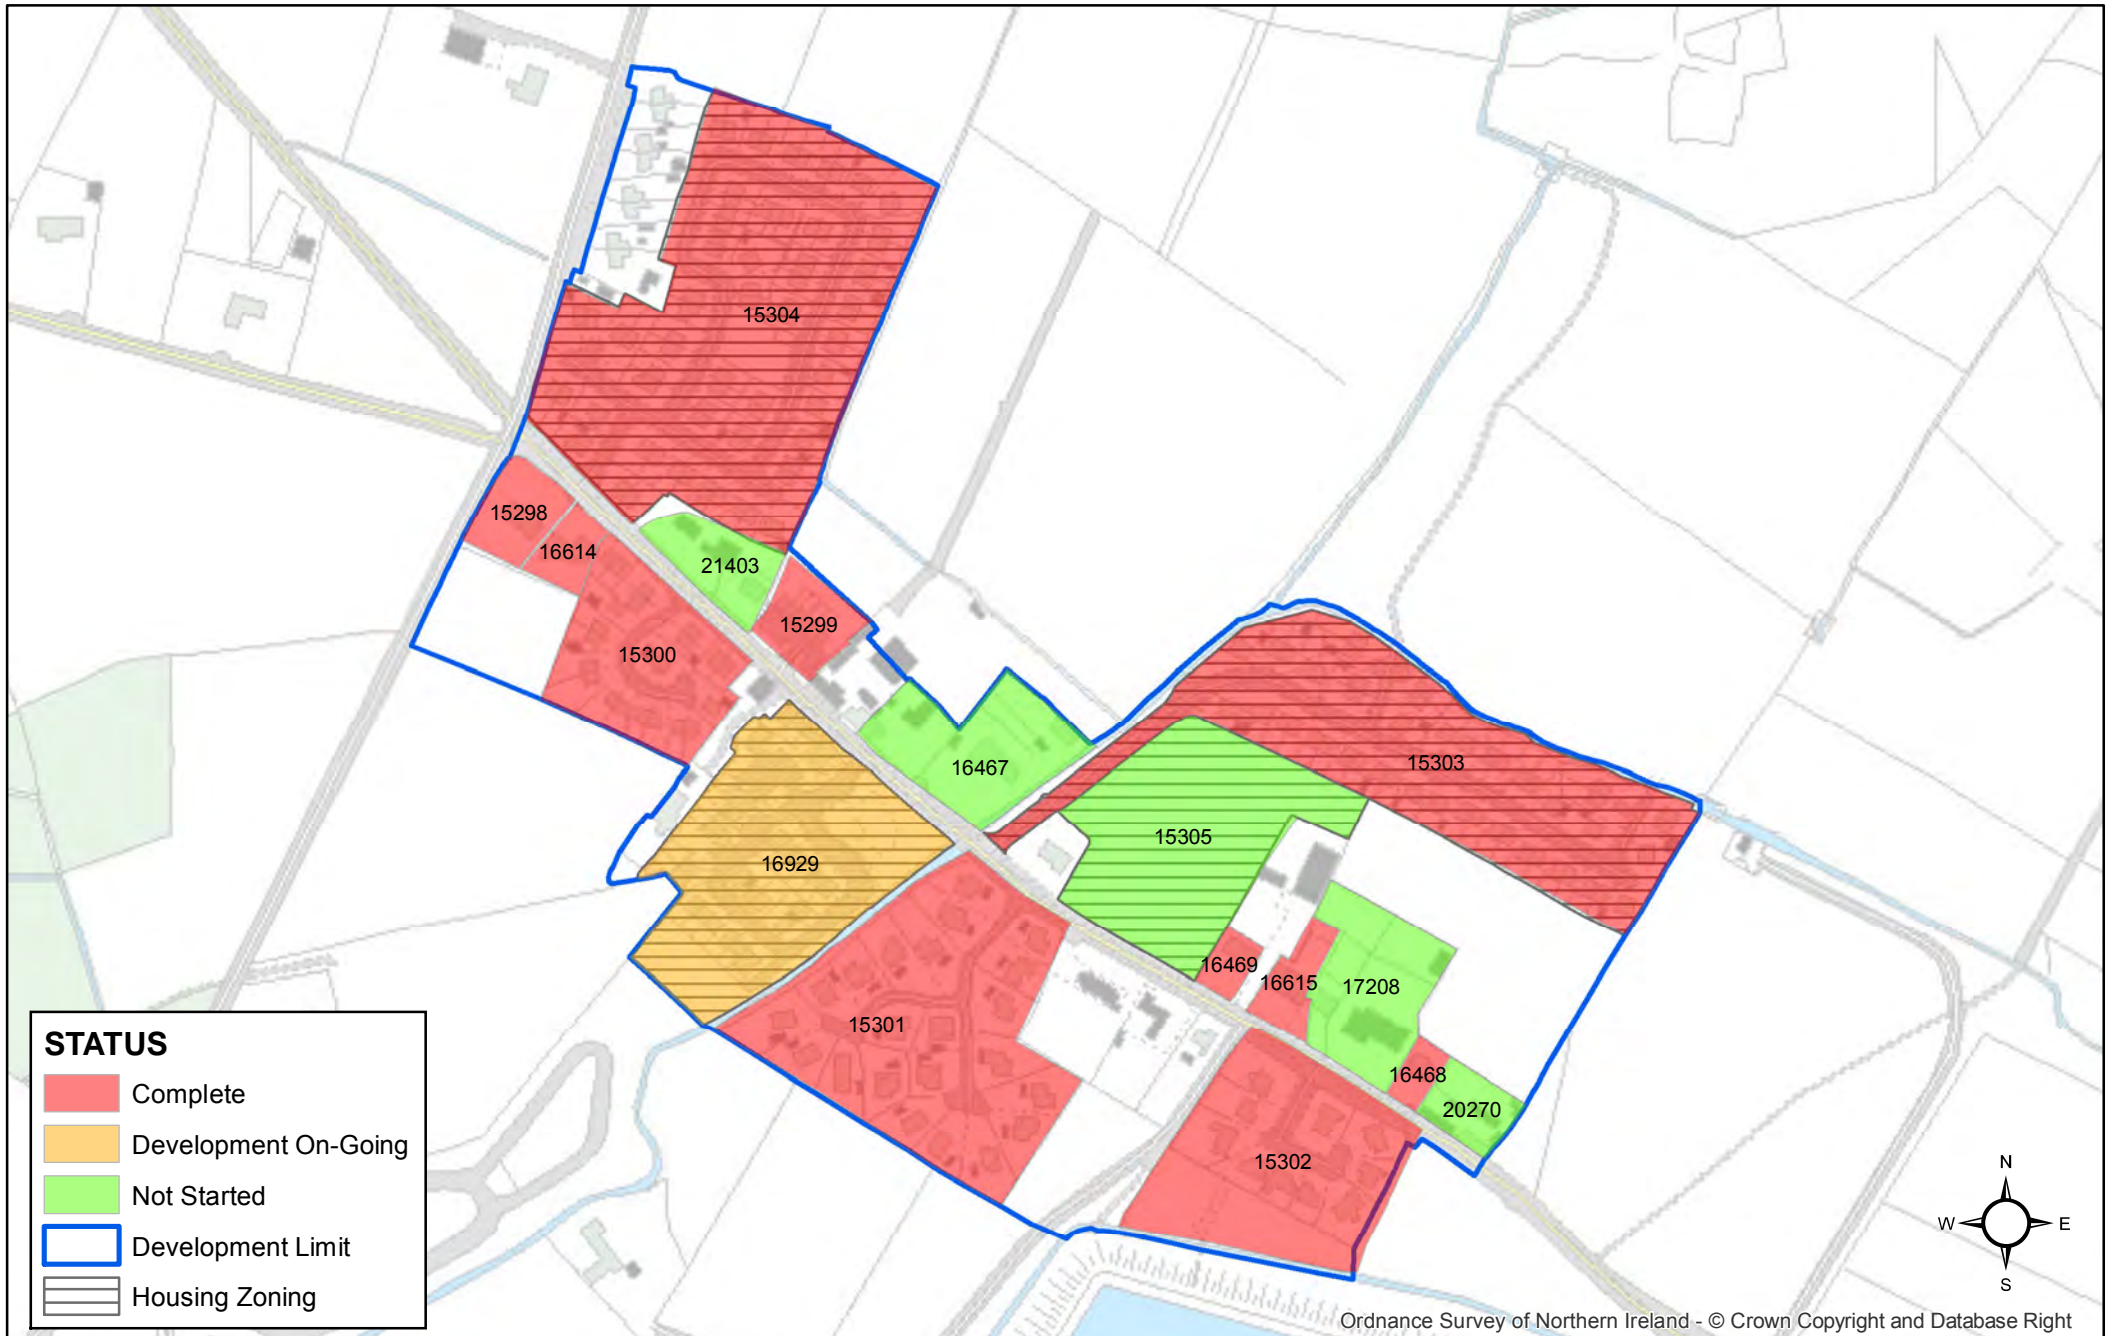 15304
15298
16614
21403
15299
15300
16467
15303
15305
16929
16469
16615
17208
15301
16468
20270
15302
STATUS
Complete
Development On-Going
Not Started
Development Limit
Housing Zoning
N
W
E
S
Ordnance Survey of Northern Ireland - © Crown Copyright and Database Right